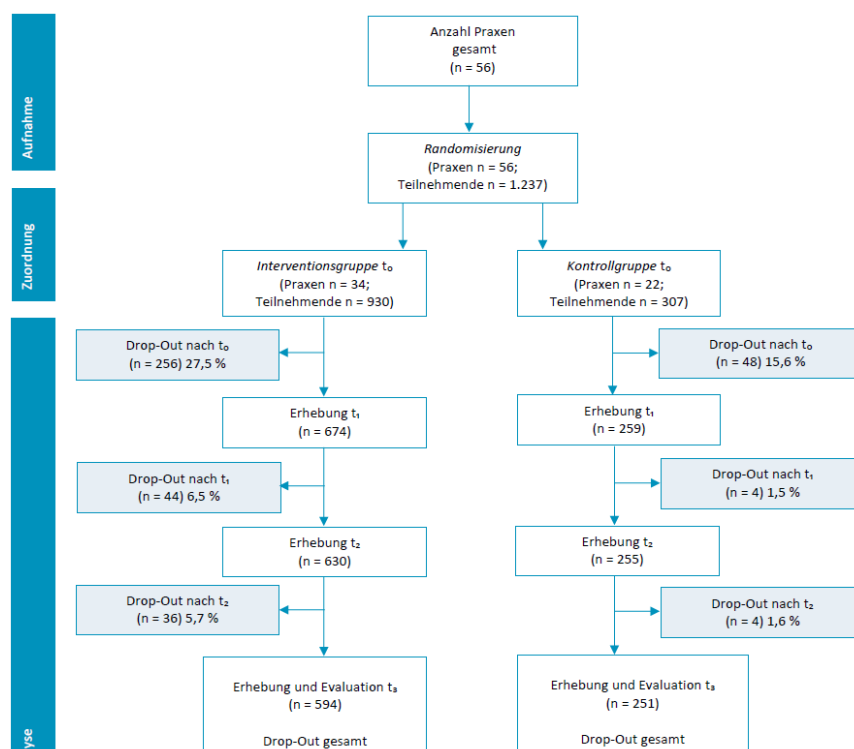 Aufnahme
Anzahl Praxen
gesamt
(n = 56)
Randomisierung
(Praxen n = 56;
Teilnehmende n = 1.237)
Zuordnung
Interventionsgruppe t₀
(Praxen n = 34;
Teilnehmende n = 930)
Kontrollgruppe t₀
(Praxen n = 22;
Teilnehmende n = 307)
Drop-Out nach t₀
(n = 256) 27,5 %
Drop-Out nach t₀
(n = 48) 15,6 %
Erhebung t₁
(n = 674)
Erhebung t₁
(n = 259)
Drop-Out nach t₁
(n = 44) 6,5 %
Drop-Out nach t₁
(n = 4) 1,5 %
Erhebung t₂
(n = 630)
Erhebung t₂
(n = 255)
Drop-Out nach t₂
(n = 36) 5,7 %
Drop-Out nach t₂
(n = 4) 1,6 %
yse
Erhebung und Evaluation t₃
(n = 594)
Drop-Out gesamt
Erhebung und Evaluation t₃
(n = 251)
Drop-Out gesamt